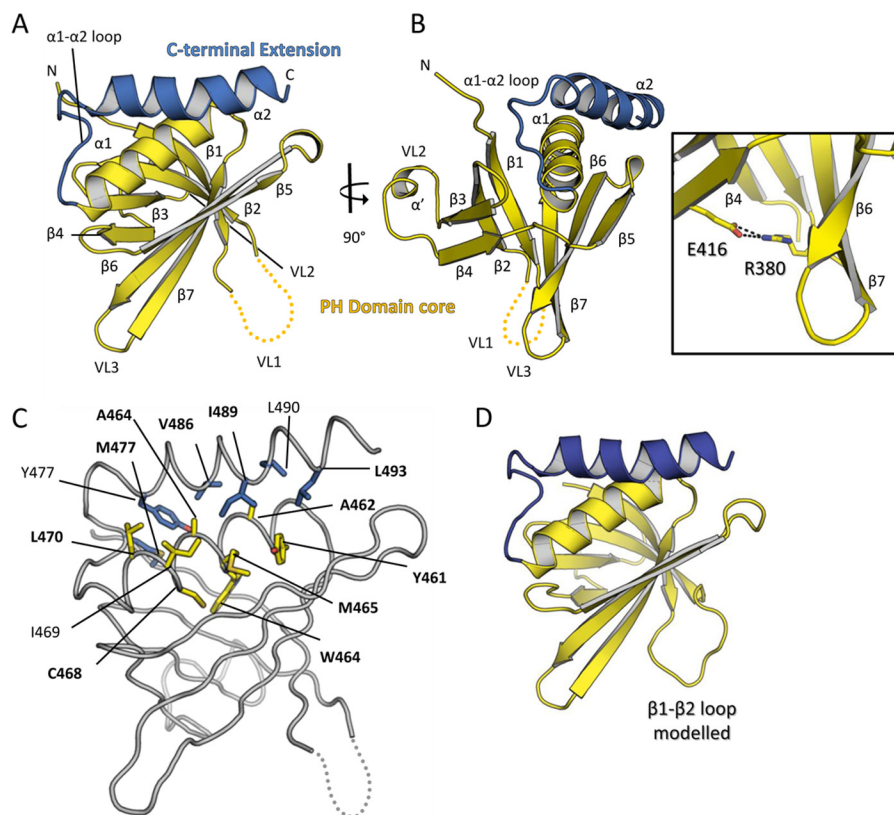 A
α1-α2 loop
C-terminal Extension
N
C
α2
α1
β1
β5
β3
β2
β4
β6
VL2
β7
VL1
VL3
90°
PH Domain core
B
N
α1-α2 loop
α2
α1
VL2
β1
β6
β3
α'
β5
β4
β2
β7
VL1
VL3
β4
β6
E416
R380
C
A464
V486
I489
L490
M477
Y477
L493
A462
L470
Y461
I469
M465
C468
W464
D
β1-β2 loop
modelled